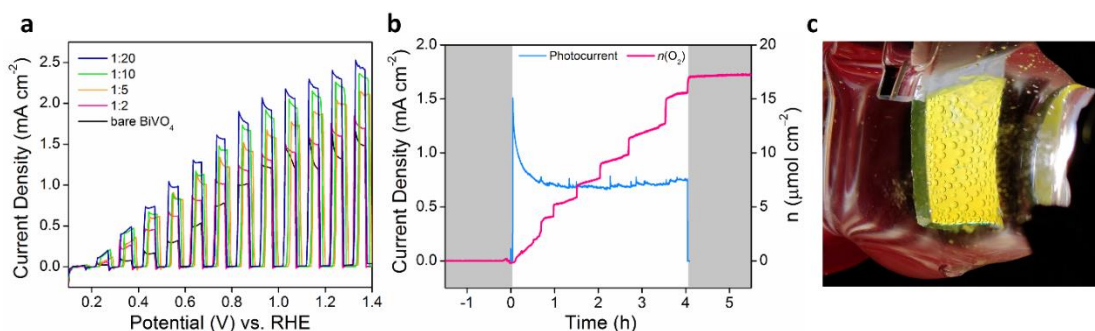 a
1:20
1:10
1:5
1:2
bare BiVO₄
2.5
2.0
1.5
1.0
0.5
0.0
Current Density (mA cm⁻²)
0.2 0.4 0.6 0.8 1.0 1.2 1.4
Potential (V) vs. RHE
b
Photocurrent n(O₂)
2.0
1.5
1.0
0.5
0.0
Current Density (mA cm⁻²)
20
15
10
5
0
n (μmol cm⁻²)
-1 0 1 2 3 4 5
Time (h)
c